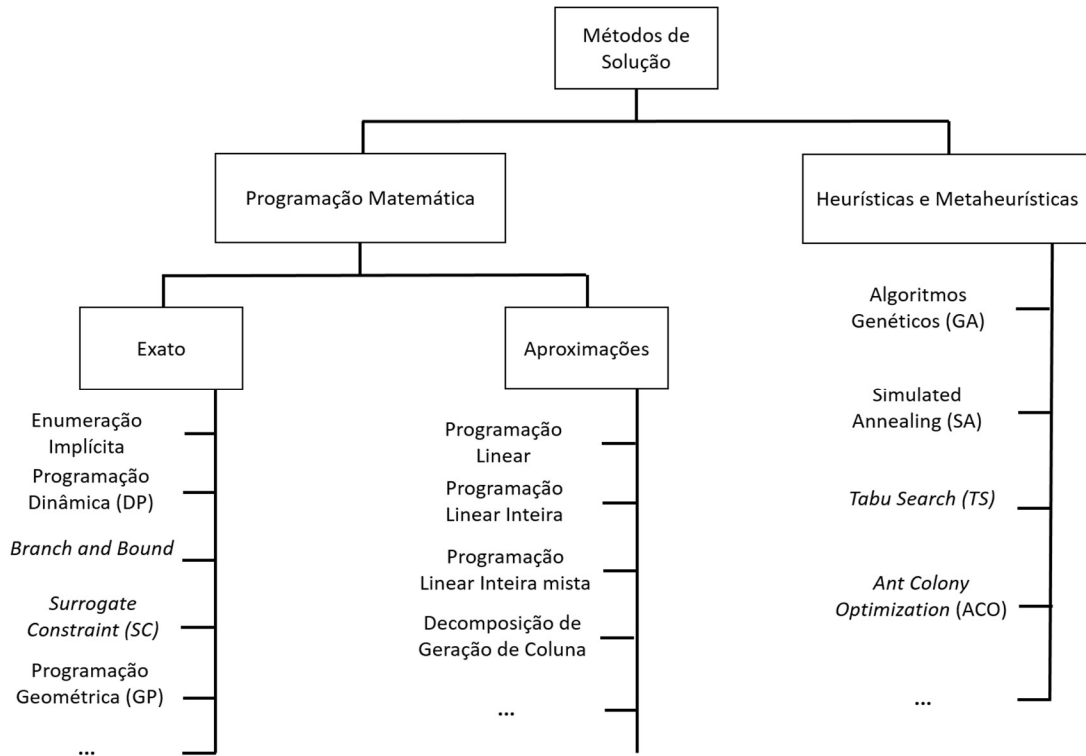 Métodos de
Solução
Programação Matemática
Heurísticas e Metaheurísticas
Exato
Aproximações
Enumeração
Implícita
Programação
Dinâmica (DP)
Branch and Bound
Surrogate
Constraint (SC)
Programação
Geométrica (GP)
...
Programação
Linear
Programação
Linear Inteira
Programação
Linear Inteira mista
Decomposição de
Geração de Coluna
...
Algoritmos
Genéticos (GA)
Simulated
Annealing (SA)
Tabu Search (TS)
Ant Colony
Optimization (ACO)
...